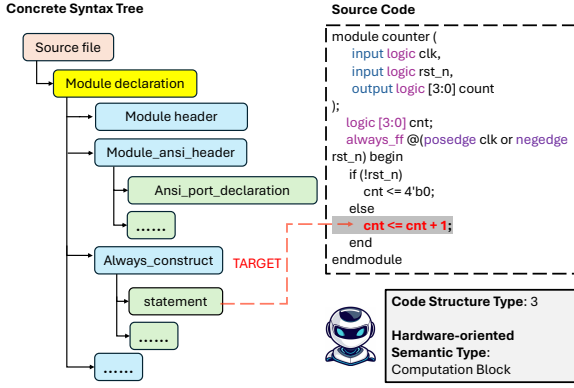 Concrete Syntax Tree
Source file
Module declaration
Module header
Module_ansi_header
Ansi_port_declaration
......
Always_construct
TARGET
statement
......
......
Source Code
module counter (
input logic clk,
input logic rst_n,
output logic [3:0] count
);
logic [3:0] cnt;
always_ff @(posedge clk or negedge
rst_n) begin
if (!rst_n)
cnt <= 4'b0;
else
cnt <= cnt + 1;
end
endmodule
Code Structure Type: 3
Hardware-oriented
Semantic Type:
Computation Block